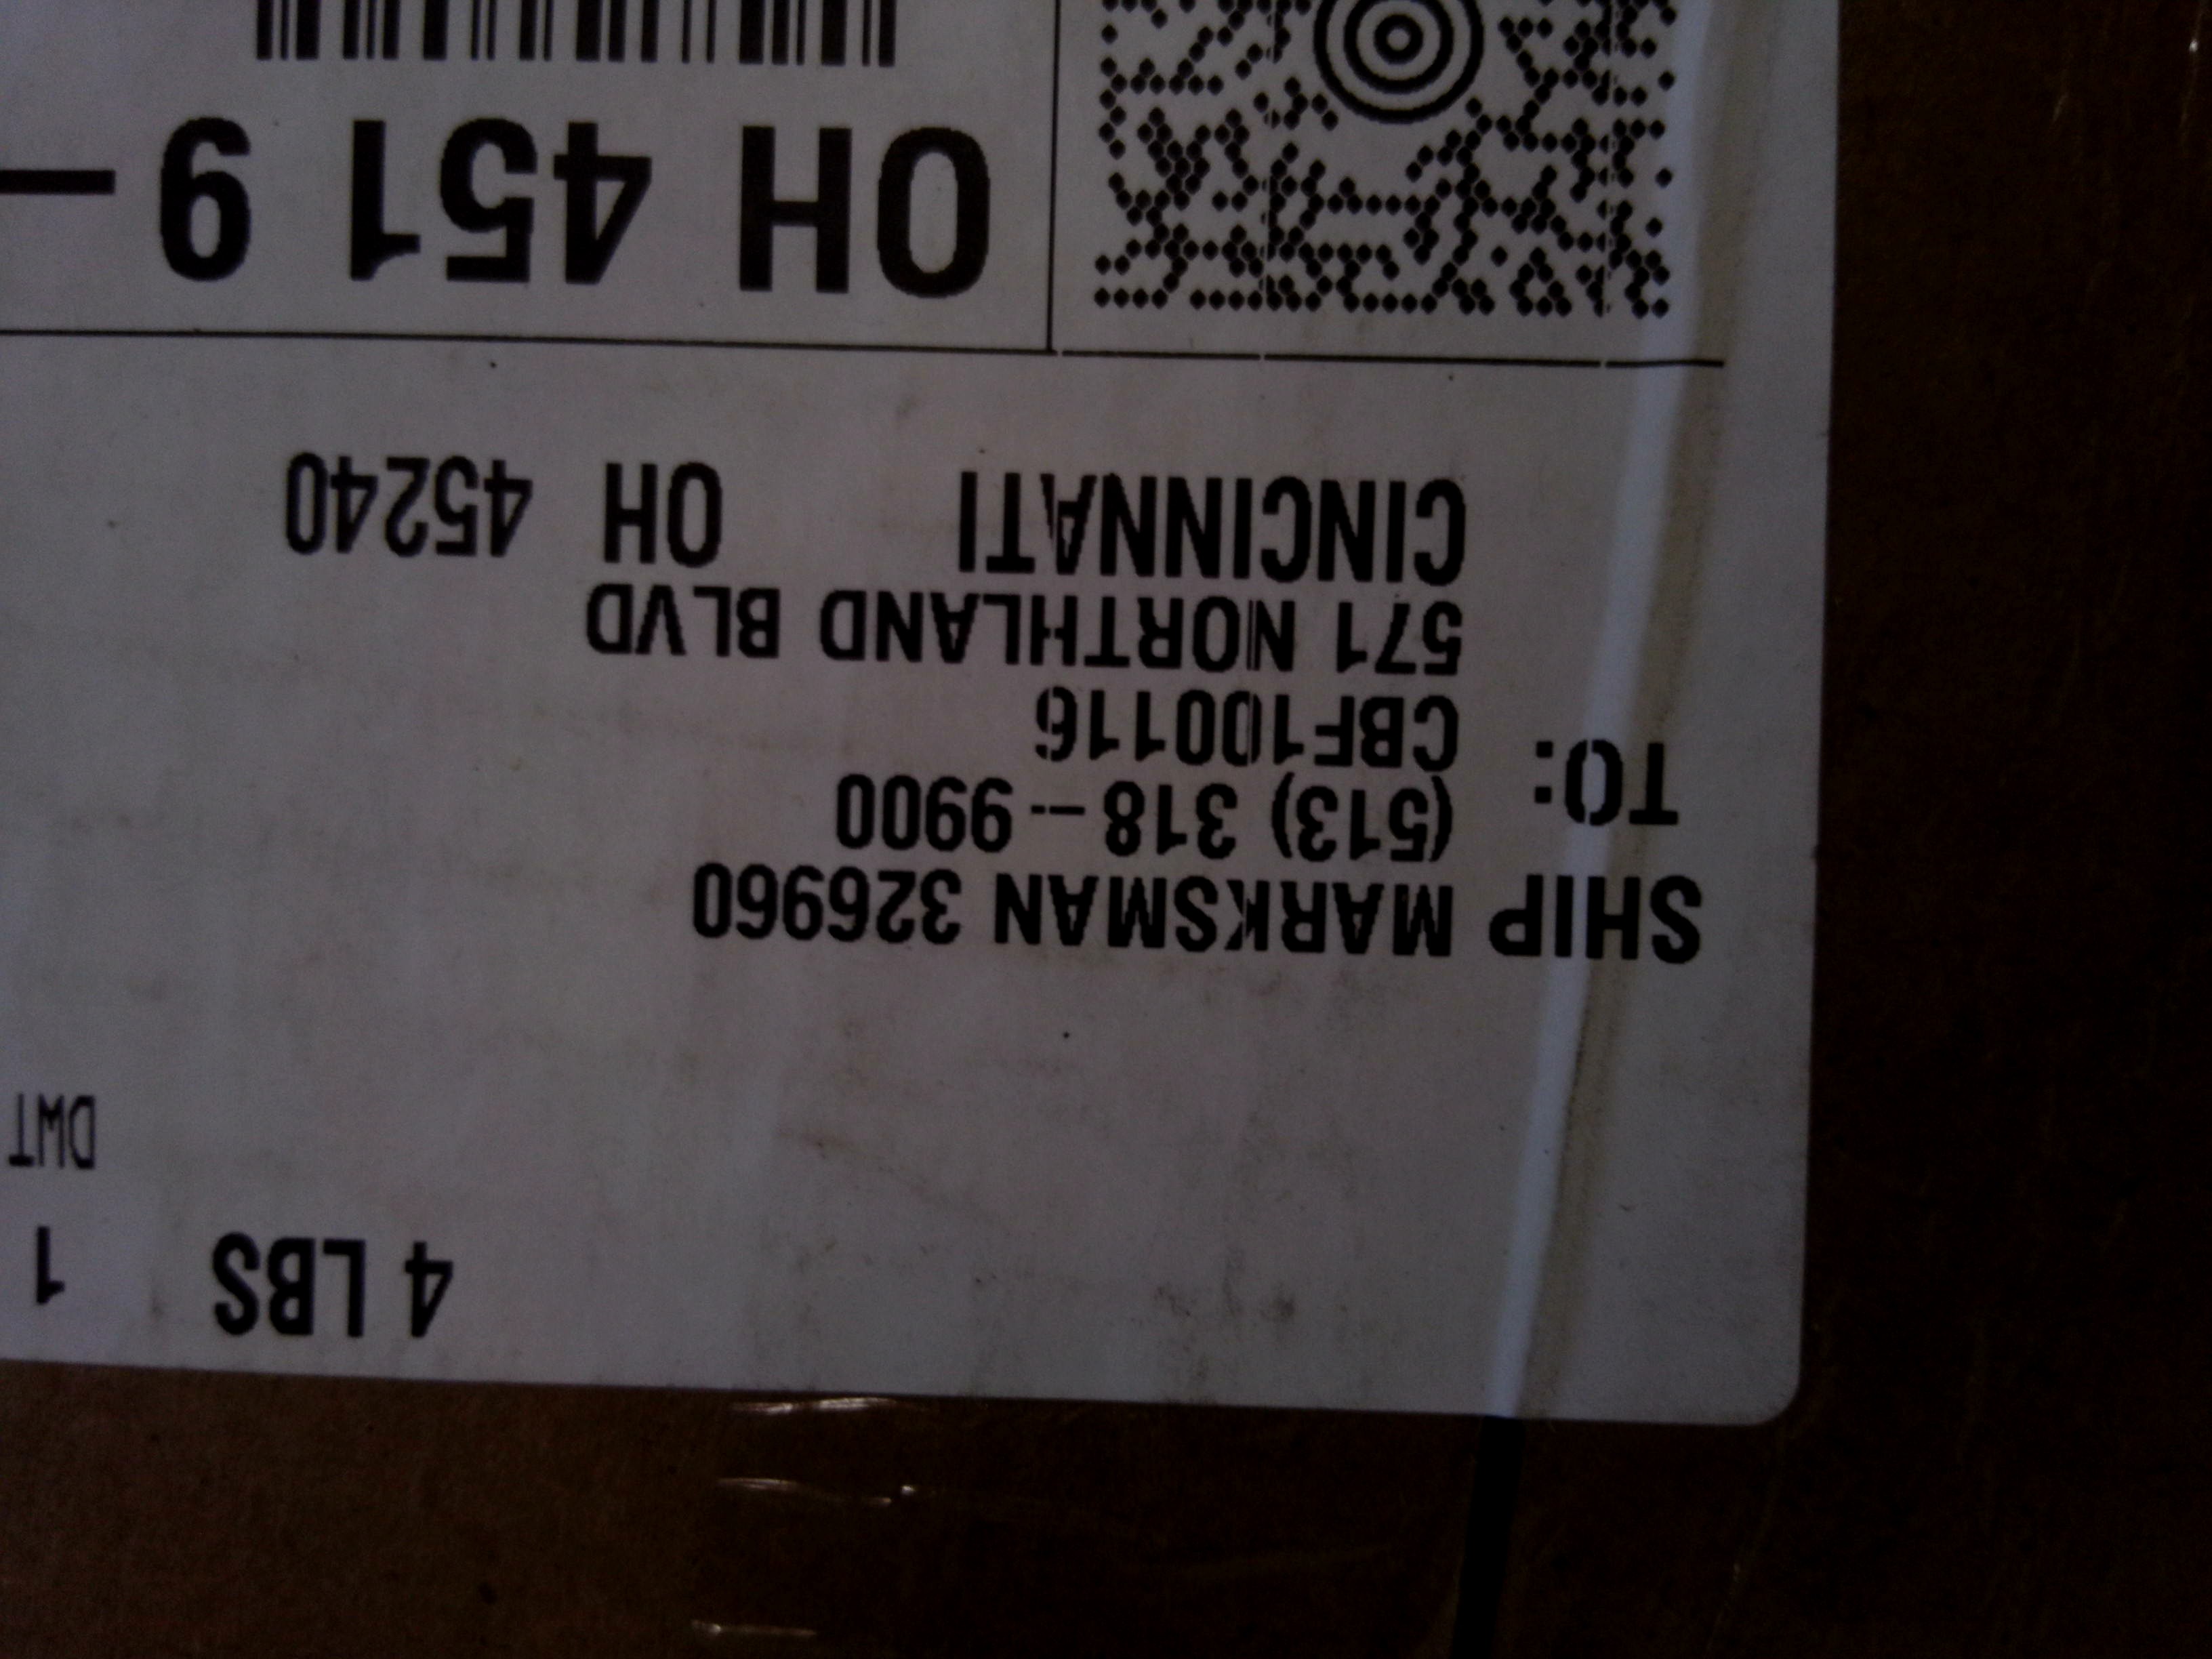 4 LBS 1
DWT
SHIP MARKSMAN 326960
TO: (513) 318-9900
CBF100116
571 NORTHLAND BLVD
CINCINNATI OH 45240
OH 451 9-